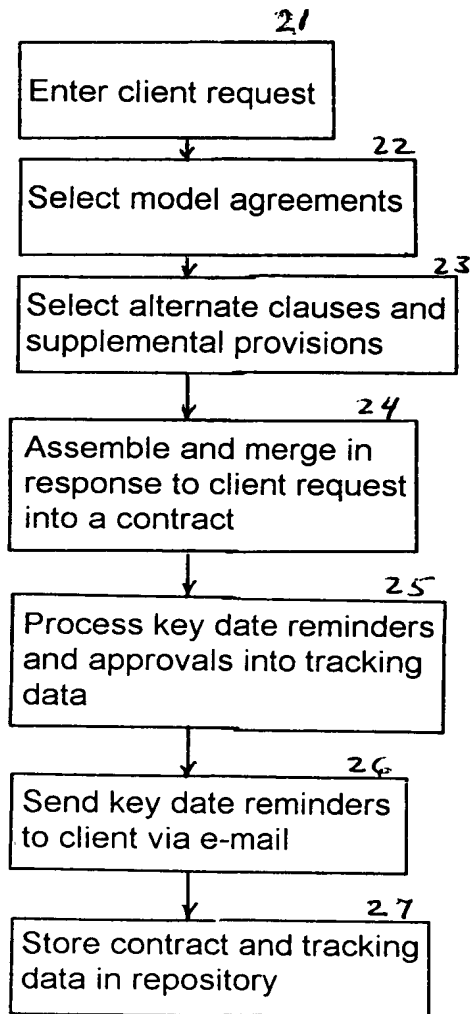 21
Enter client request
22
Select model agreements
23
Select alternate clauses and
supplemental provisions
24
Assemble and merge in
response to client request
into a contract
25
Process key date reminders
and approvals into tracking
data
26
Send key date reminders
to client via e-mail
27
Store contract and tracking
data in repository